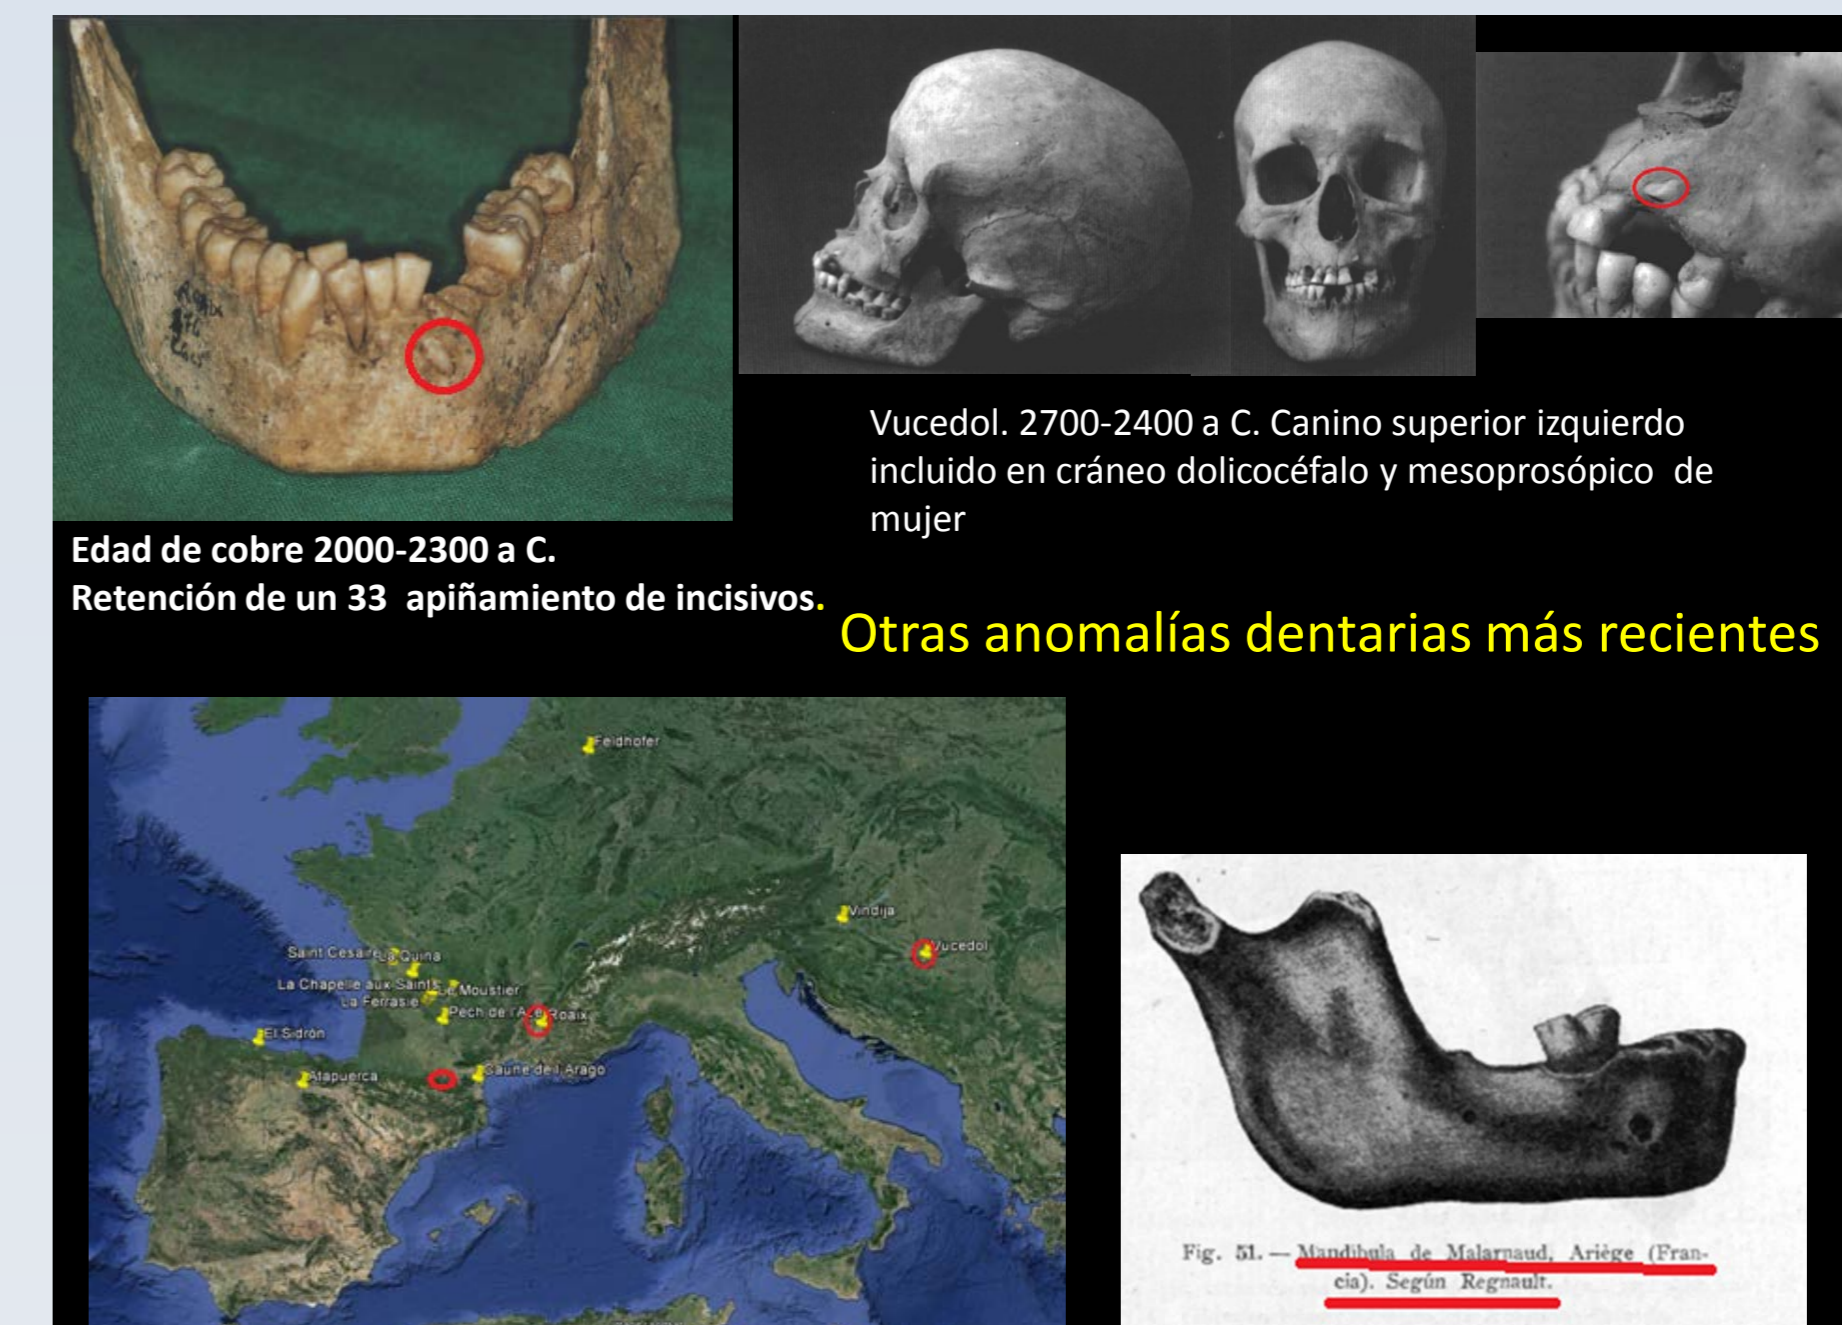 Vucedol. 2700-2400 a C. Canino superior izquierdo
incluido en cráneo dolicocéfalo y mesoprosópico de
mujer
Edad de cobre 2000-2300 a C.
Retención de un 33 apiñamiento de incisivos.
Otras anomalías dentarias más recientes
Feldhofer
Vindija
Vucedol
Saint Cesaire
La Quina
La Chapelle aux Saints
Le Moustier
La Ferrasie
Pech de l'Aze
Roaix
El Sidrón
Atapuerca
Caune de l'Arago
Fig. 51. — Mandíbula de Malarnaud, Ariège (Fran-
cia). Según Regnault.